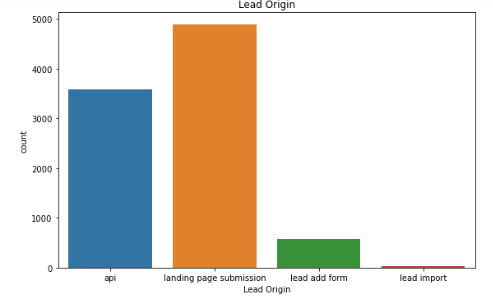 Lead Origin
5000
4000
3000
2000
1000
0
count
api landing page submission lead add form lead import
Lead Origin